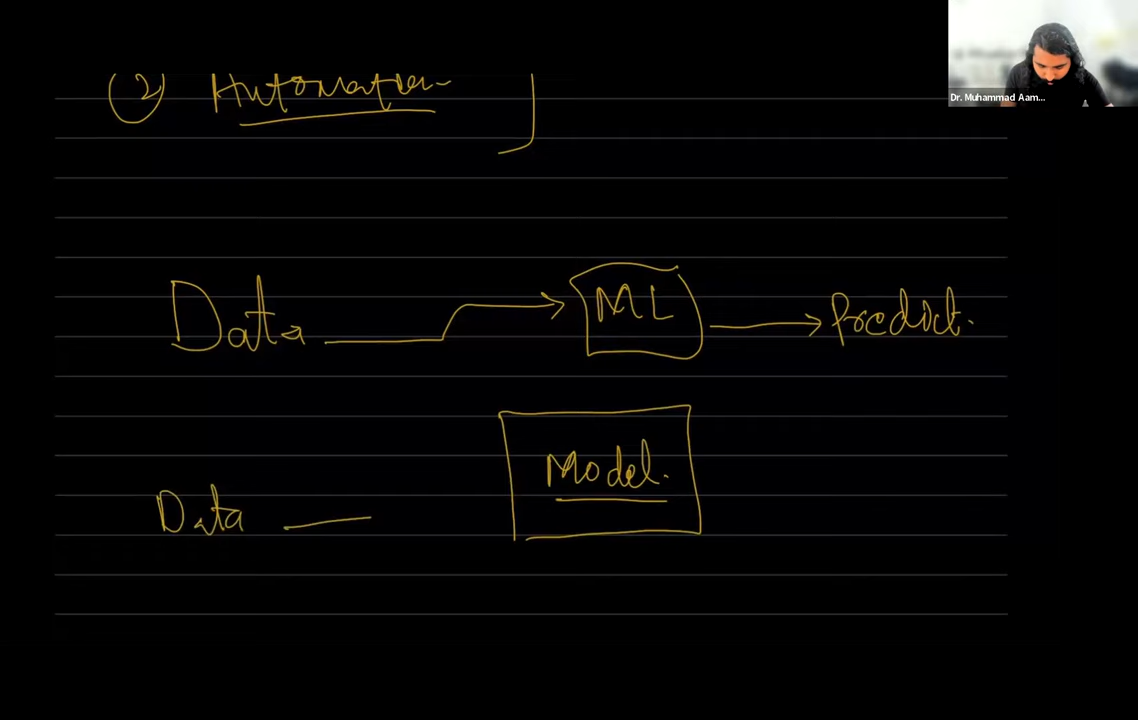 Dr. Muhammad Aam...
(2) Automation
Data ML Predict.
Model.
Data